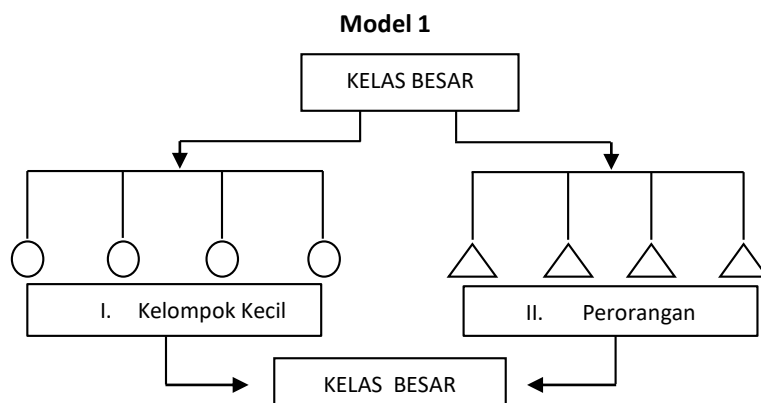 Model 1
KELAS BESAR
I. Kelompok Kecil
II. Perorangan
KELAS BESAR